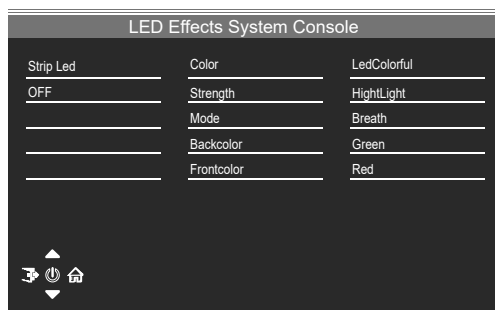 LED Effects System Console
Strip Led Color LedColorful
OFF Strength HightLight
Mode Breath
Backcolor Green
Frontcolor Red